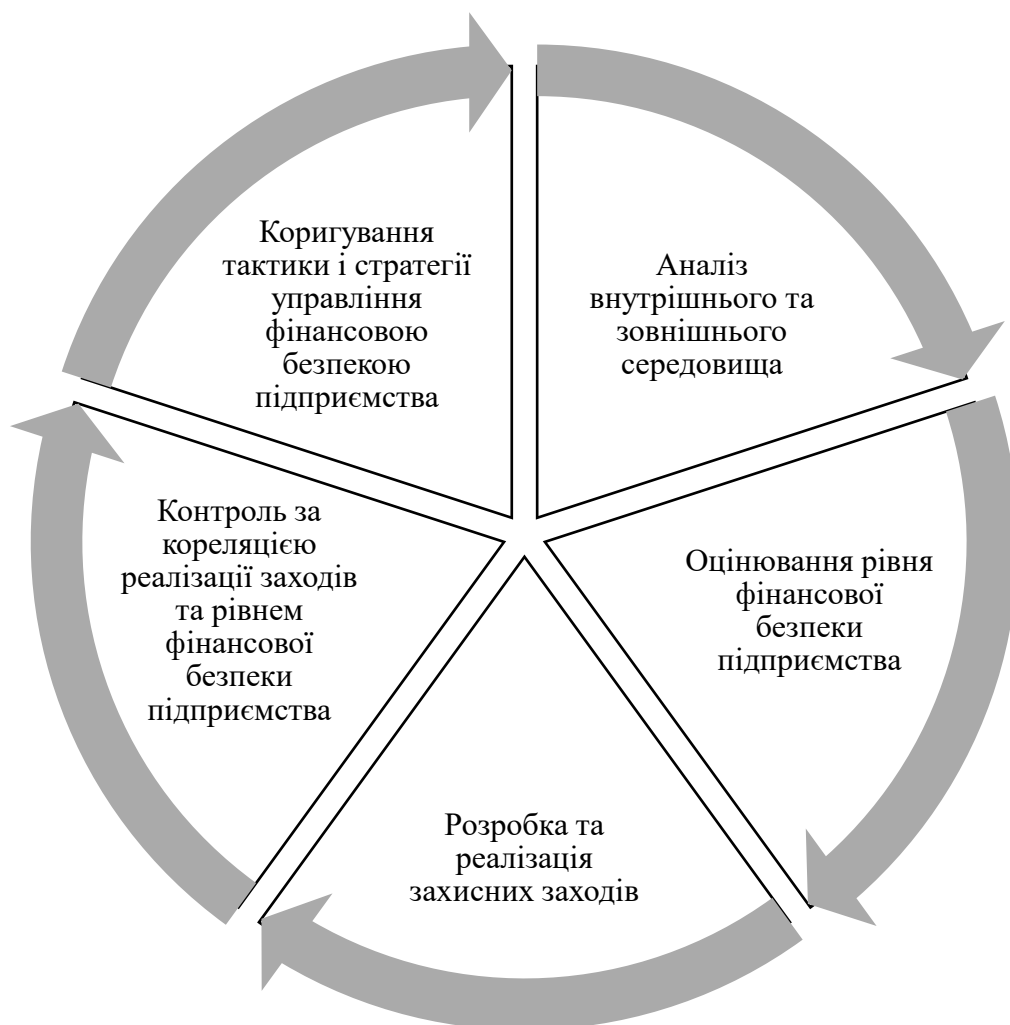 Коригування
тактики і стратегії
управління
фінансовою
безпекою
підприємства
Аналіз
внутрішнього та
зовнішнього
середовища
Контроль за
кореляцією
реалізації заходів
та рівнем
фінансової
безпеки
підприємства
Оцінювання рівня
фінансової
безпеки
підприємства
Розробка та
реалізація
захисних заходів